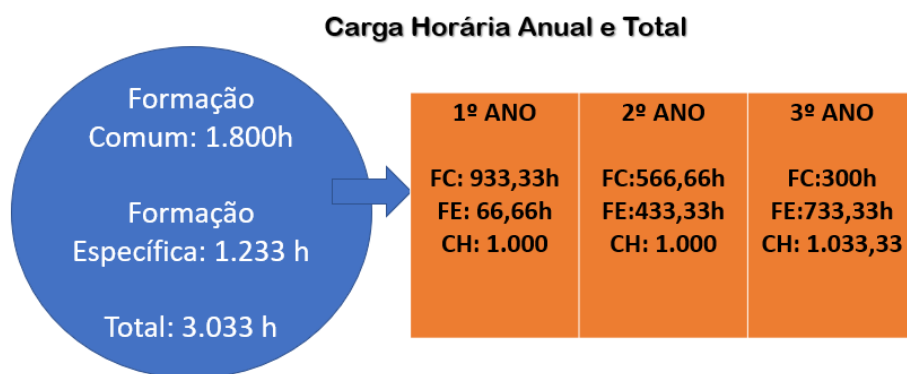 Carga Horária Anual e Total
Formação
Comum: 1.800h
Formação
Específica: 1.233 h
Total: 3.033 h
1º ANO
FC: 933,33h
FE: 66,66h
CH: 1.000
2º ANO
FC:566,66h
FE:433,33h
CH: 1.000
3º ANO
FC:300h
FE:733,33h
CH: 1.033,33